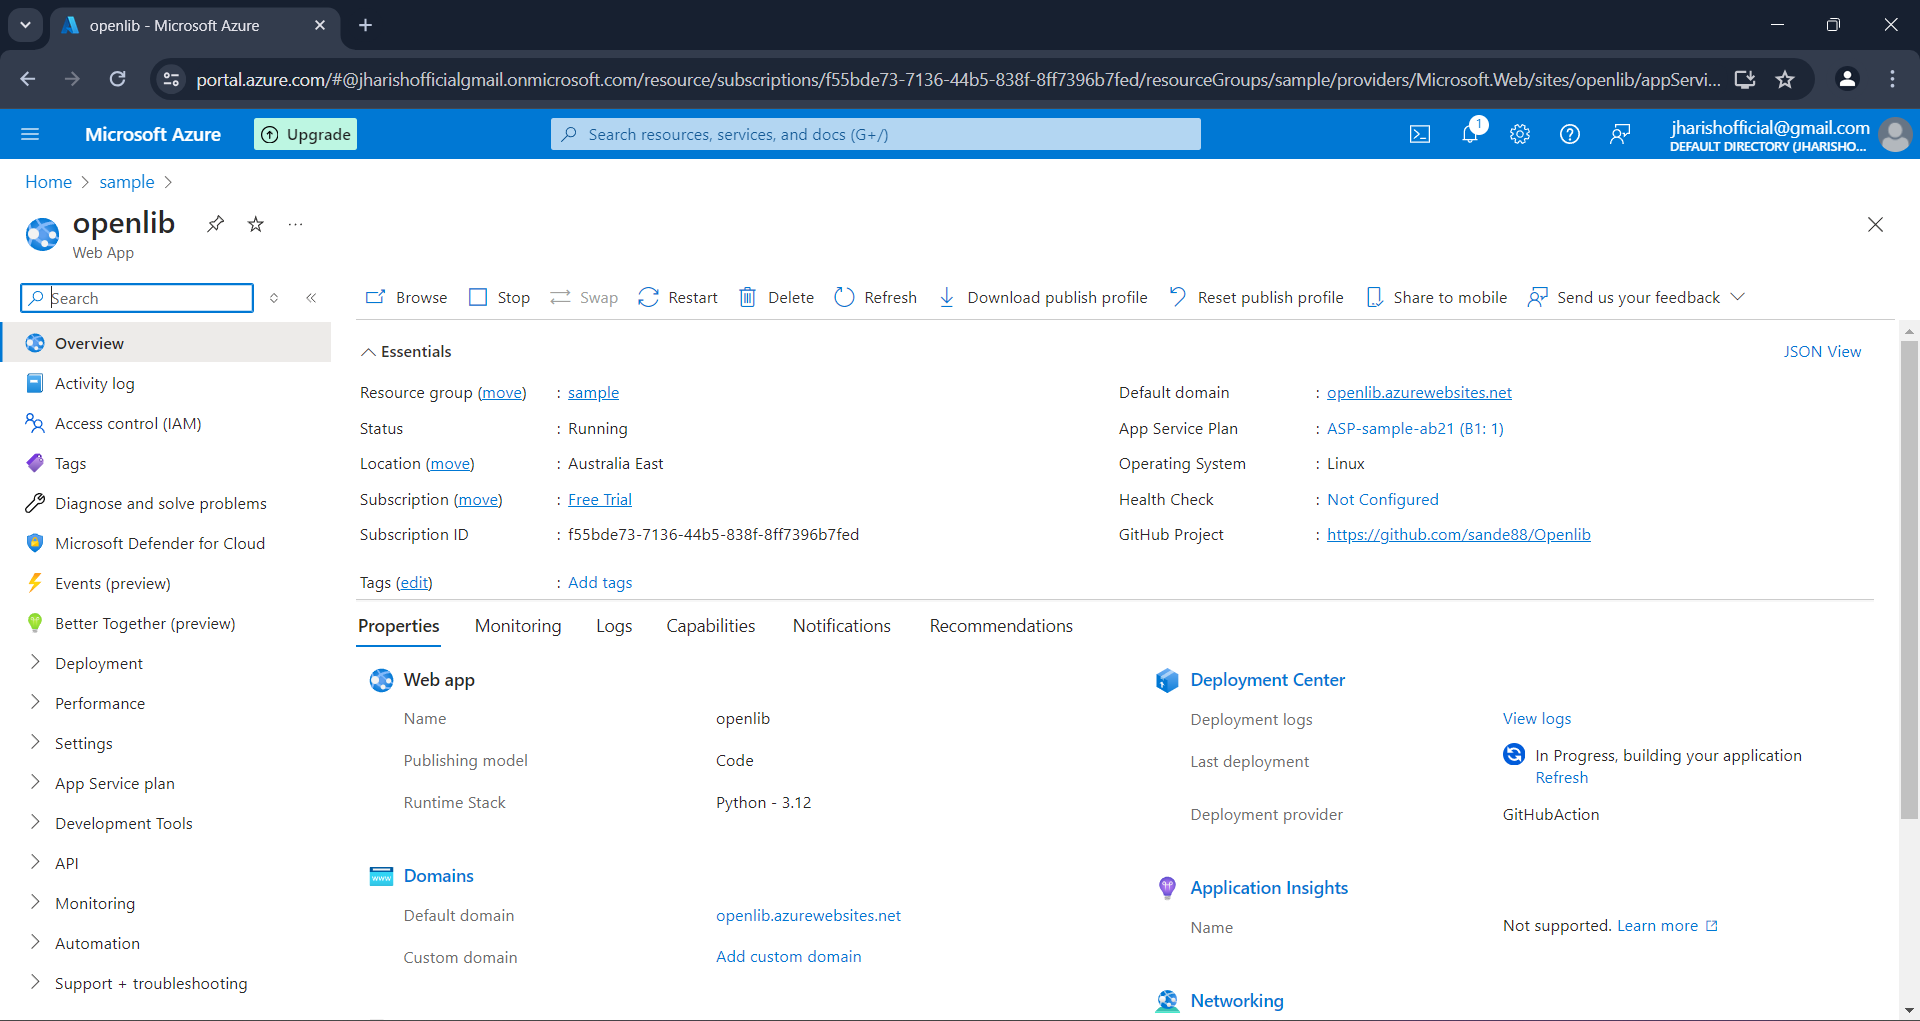 openlib - Microsoft Azure
portal.azure.com/#@jharishofficialgmail.onmicrosoft.com/resource/subscriptions/f55bde73-7136-44b5-838f-8ff7396b7fed/resourceGroups/sample/providers/Microsoft.Web/sites/openlib/appServi...
Microsoft Azure
Upgrade
Search resources, services, and docs (G+/)
1
jharishofficial@gmail.com
DEFAULT DIRECTORY (JHARISHO...
Home > sample >
openlib
Web App
Search
Overview
Activity log
Access control (IAM)
Tags
Diagnose and solve problems
Microsoft Defender for Cloud
Events (preview)
Better Together (preview)
Deployment
Performance
Settings
App Service plan
Development Tools
API
Monitoring
Automation
Support + troubleshooting
Browse Stop Swap Restart Delete Refresh Download publish profile Reset publish profile Share to mobile Send us your feedback
Essentials
JSON View
Resource group (move) : sample
Status : Running
Location (move) : Australia East
Subscription (move) : Free Trial
Subscription ID : f55bde73-7136-44b5-838f-8ff7396b7fed
Default domain : openlib.azurewebsites.net
App Service Plan : ASP-sample-ab21 (B1: 1)
Operating System : Linux
Health Check : Not Configured
GitHub Project : https://github.com/sande88/Openlib
Tags (edit) : Add tags
Properties Monitoring Logs Capabilities Notifications Recommendations
Web app
Name openlib
Publishing model Code
Runtime Stack Python - 3.12
www
Domains
Default domain openlib.azurewebsites.net
Custom domain Add custom domain
Deployment Center
Deployment logs View logs
Last deployment In Progress, building your application
Refresh
Deployment provider GitHubAction
Application Insights
Name Not supported. Learn more
Networking